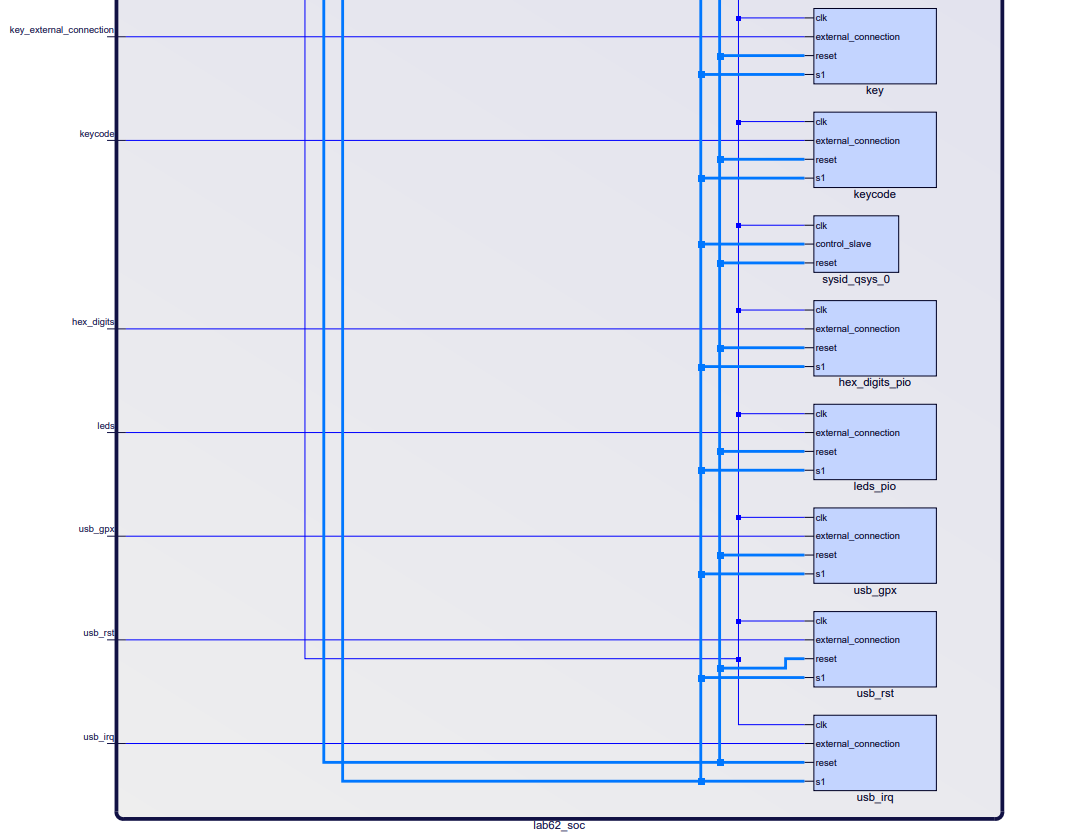 key_external_connection
clk
external_connection
reset
s1
key
keycode
clk
external_connection
reset
s1
keycode
clk
control_slave
reset
sysid_qsys_0
hex_digits
clk
external_connection
reset
s1
hex_digits_pio
leds
clk
external_connection
reset
s1
leds_pio
usb_gpx
clk
external_connection
reset
s1
usb_gpx
usb_rst
clk
external_connection
reset
s1
usb_rst
usb_irq
clk
external_connection
reset
s1
usb_irq
lab62_soc